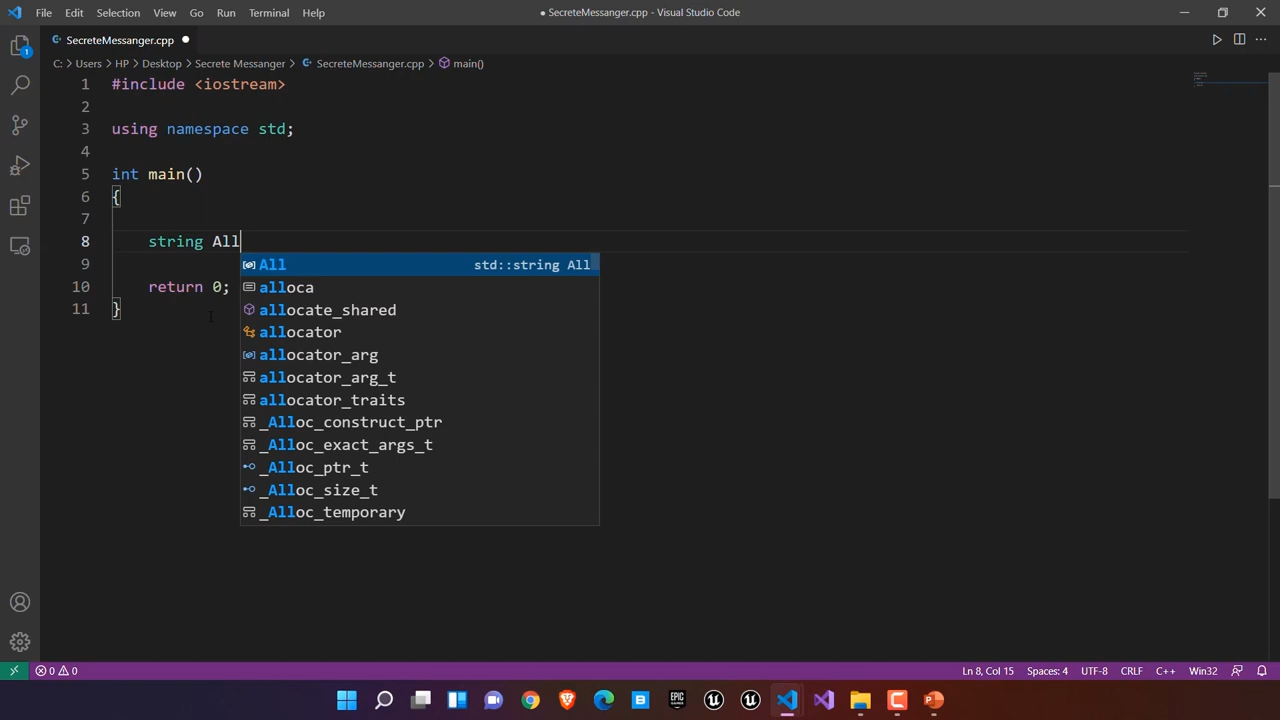 File Edit Selection View Go Run Terminal Help
● SecreteMessanger.cpp - Visual Studio Code
SecreteMessanger.cpp ●
C: > Users > HP > Desktop > Secrete Messanger > SecreteMessanger.cpp > main()
1 #include <iostream>
2
3 using namespace std;
4
5 int main()
6 {
7
8 string All
9
10 return 0;
11 }
All std::string All
alloca
allocate_shared
allocator
allocator_arg
allocator_arg_t
allocator_traits
_Alloc_construct_ptr
_Alloc_exact_args_t
_Alloc_ptr_t
_Alloc_size_t
_Alloc_temporary
1
0 0
Ln 8, Col 15 Spaces: 4 UTF-8 CRLF C++ Win32
EPIC GAMES